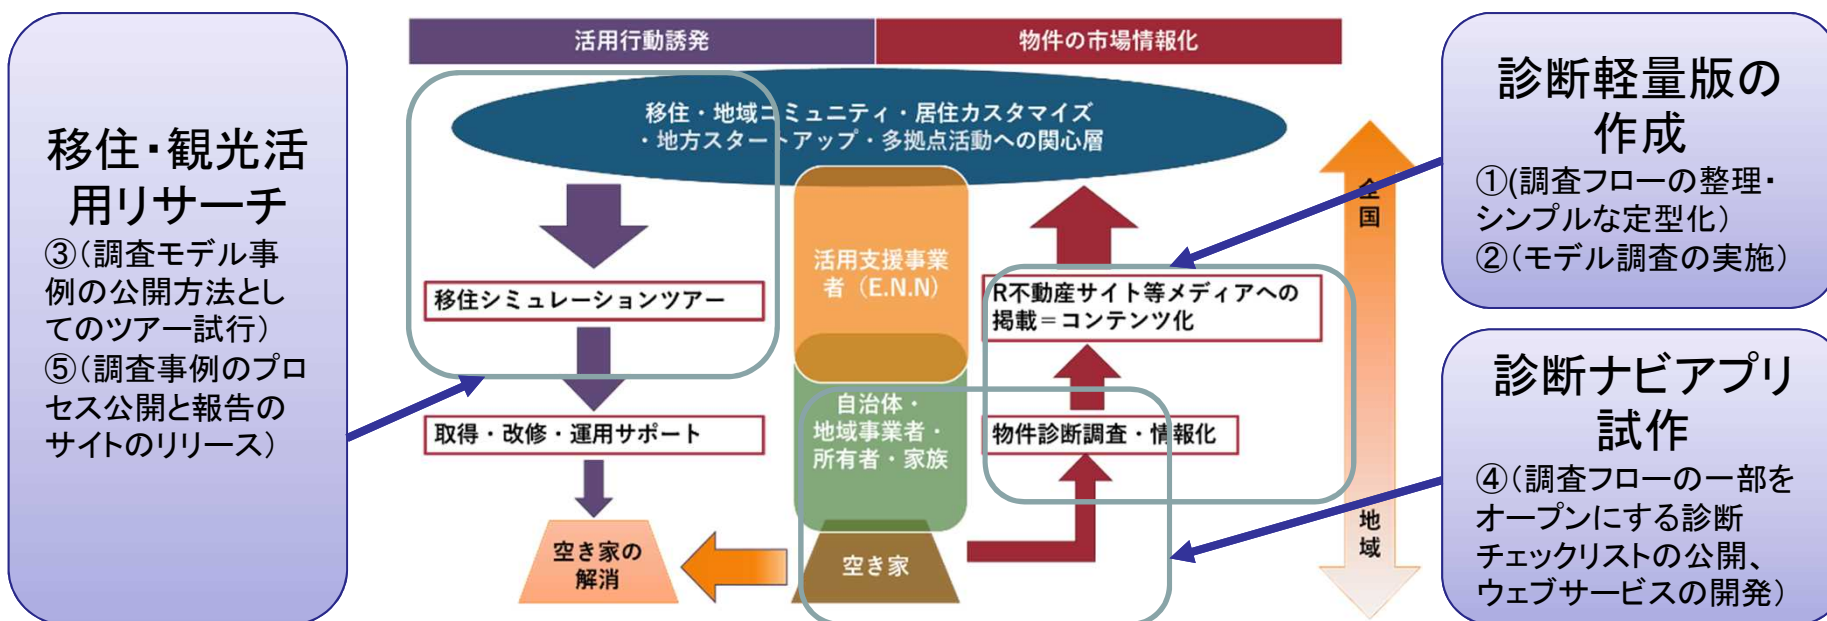 移住・観光活
用リサーチ
③(調査モデル事
例の公開方法とし
てのツアー試行)
⑤(調査事例のプロ
セス公開と報告の
サイトのリリース)
活用行動誘発
物件の市場情報化
移住・地域コミュニティ・居住カスタマイズ
・地方スタートアップ・多拠点活動への関心層
移住シミュレーションツアー
取得・改修・運用サポート
空き家の
解消
活用支援事業
者(E.N.N)
自治体・
地域事業者・
所有者・家族
空き家
R不動産サイト等メディアへの
掲載＝コンテンツ化
物件診断調査・情報化
全国
地域
診断軽量版の
作成
①(調査フローの整理・
シンプルな定型化)
②(モデル調査の実施)
診断ナビアプリ
試作
④(調査フローの一部を
オープンにする診断
チェックリストの公開、
ウェブサービスの開発)